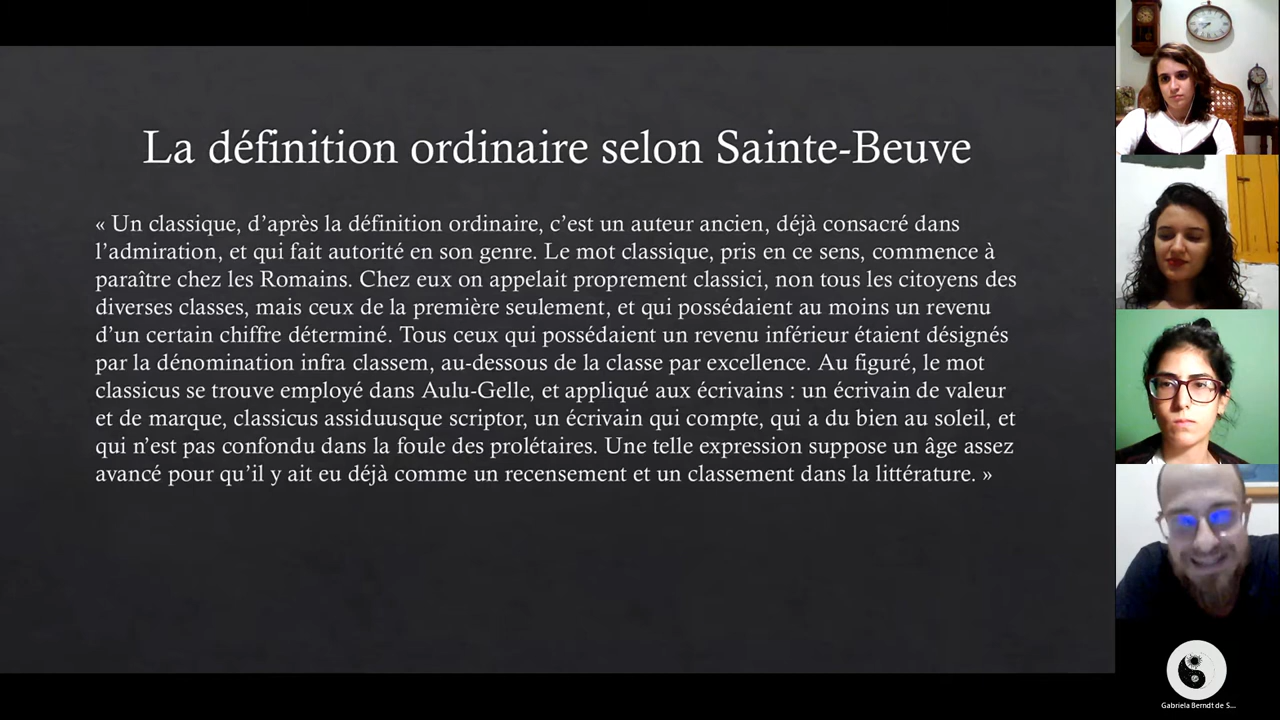 La définition ordinaire selon Sainte-Beuve
« Un classique, d’après la définition ordinaire, c’est un auteur ancien, déjà consacré dans
l’admiration, et qui fait autorité en son genre. Le mot classique, pris en ce sens, commence à
paraître chez les Romains. Chez eux on appelait proprement classici, non tous les citoyens des
diverses classes, mais ceux de la première seulement, et qui possédaient au moins un revenu
d’un certain chiffre déterminé. Tous ceux qui possédaient un revenu inférieur étaient désignés
par la dénomination infra classem, au-dessous de la classe par excellence. Au figuré, le mot
classicus se trouve employé dans Aulu-Gelle, et appliqué aux écrivains : un écrivain de valeur
et de marque, classicus assiduusque scriptor, un écrivain qui compte, qui a du bien au soleil, et
qui n’est pas confondu dans la foule des prolétaires. Une telle expression suppose un âge assez
avancé pour qu’il y ait eu déjà comme un recensement et un classement dans la littérature. »
Gabriela Berndt de S...